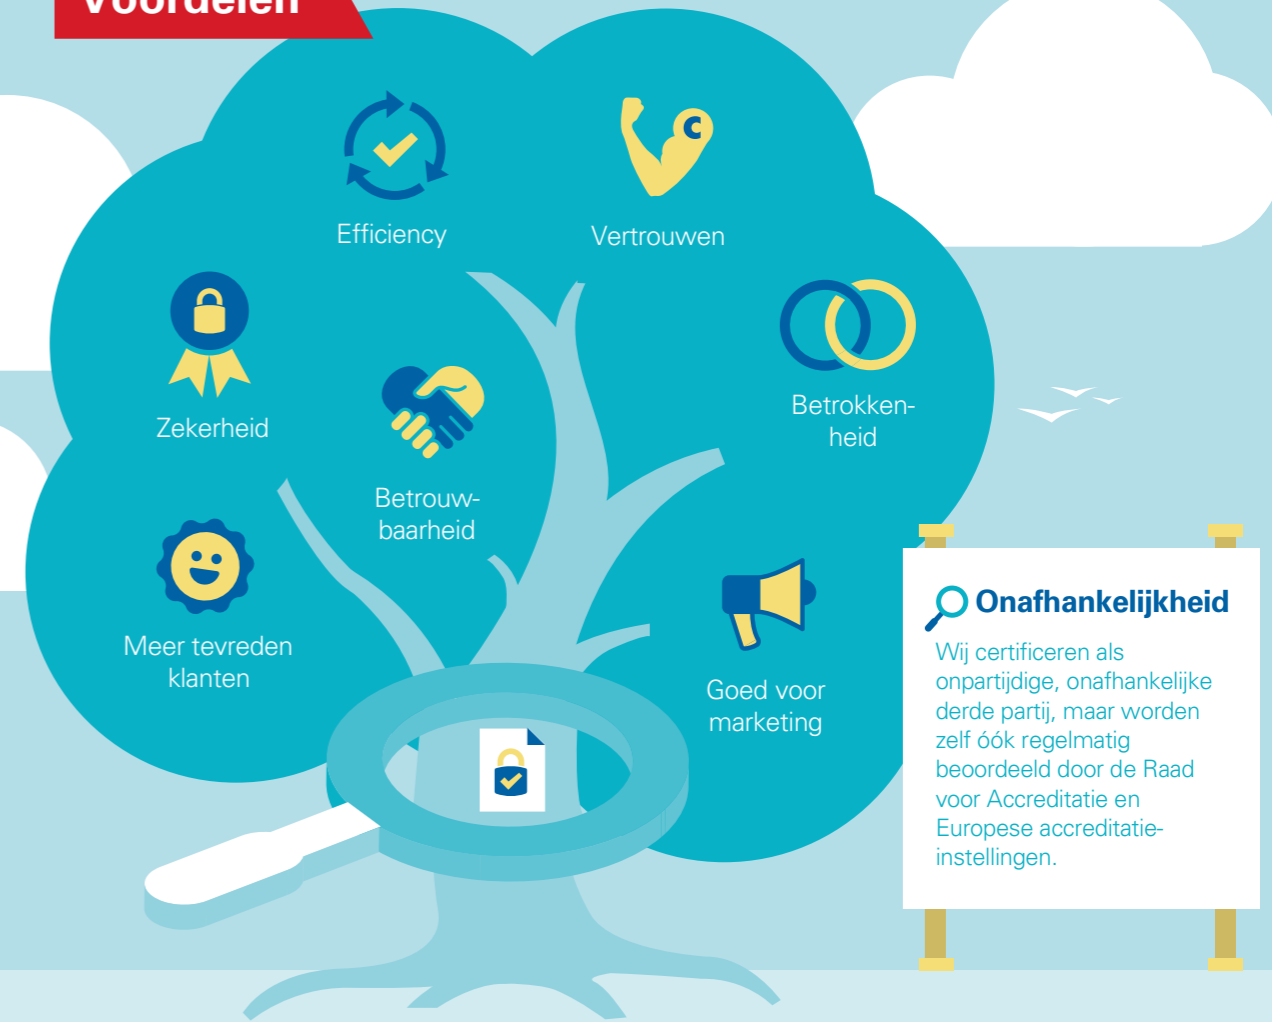 Voordelen
Efficiency
Vertrouwen
Zekerheid
Betrokken-
heid
Betrouw-
baarheid
Meer tevreden
klanten
Goed voor
marketing
Onafhankelijkheid
Wij certificeren als
onpartijdige, onafhankelijke
derde partij, maar worden
zelf óók regelmatig
beoordeeld door de Raad
voor Accreditatie en
Europese accreditatie-
instellingen.